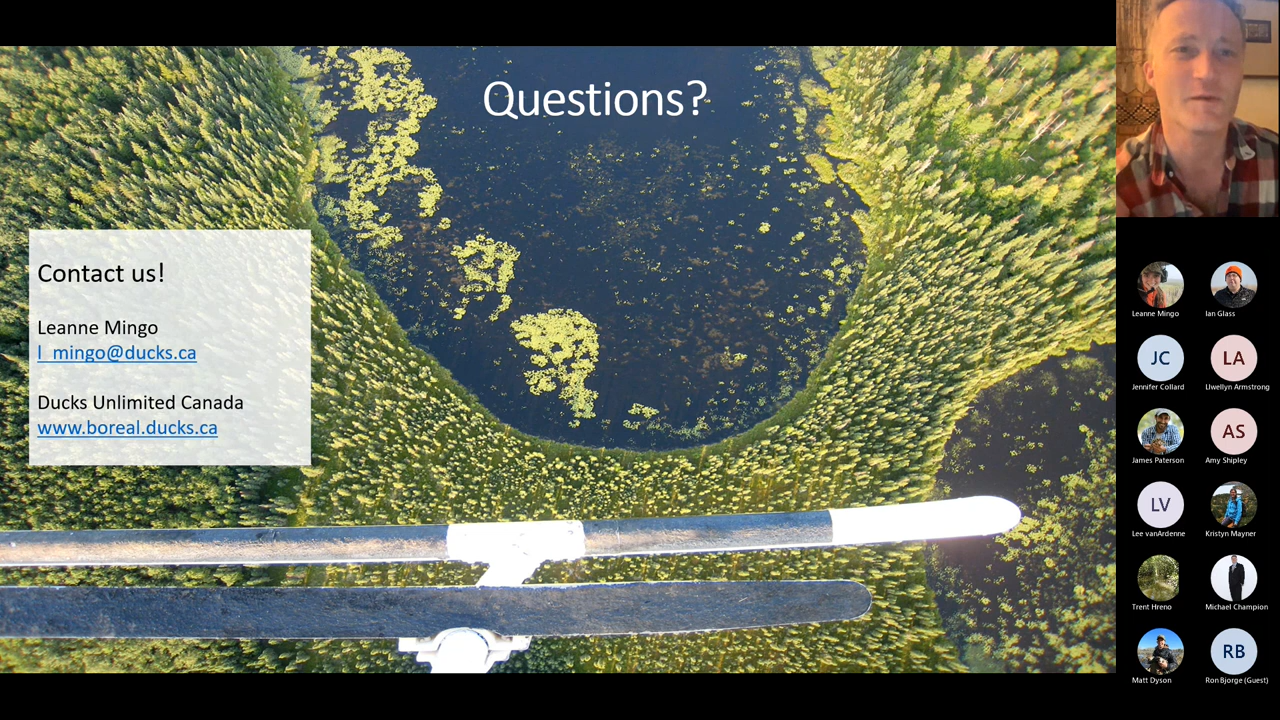 Questions?
Contact us!
Leanne Mingo
l_mingo@ducks.ca
Ducks Unlimited Canada
www.boreal.ducks.ca
Leanne Mingo
Ian Glass
JC
LA
Jennifer Collard
Llwellyn Armstrong
AS
James Paterson
Amy Shipley
LV
Lee vanArdenne
Kristyn Mayner
Trent Hreno
Michael Champion
RB
Matt Dyson
Ron Bjorge (Guest)